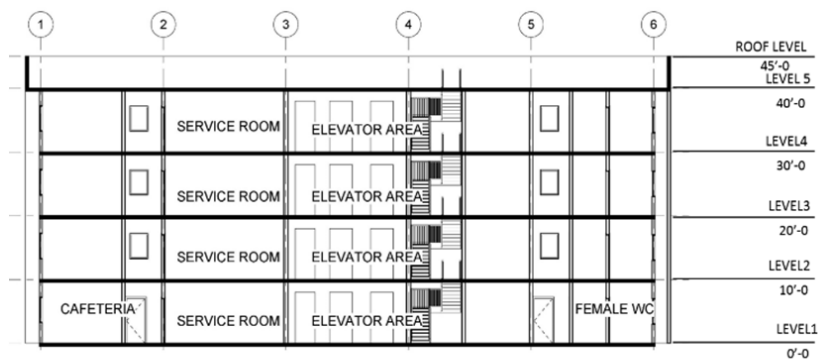 1 2 3 4 5 6
ROOF LEVEL
45'-0
LEVEL 5
40'-0
SERVICE ROOM ELEVATOR AREA
LEVEL4
30'-0
SERVICE ROOM ELEVATOR AREA
LEVEL3
20'-0
SERVICE ROOM ELEVATOR AREA
LEVEL2
10'-0
CAFETERIA FEMALE WC
SERVICE ROOM ELEVATOR AREA
LEVEL1
0'-0